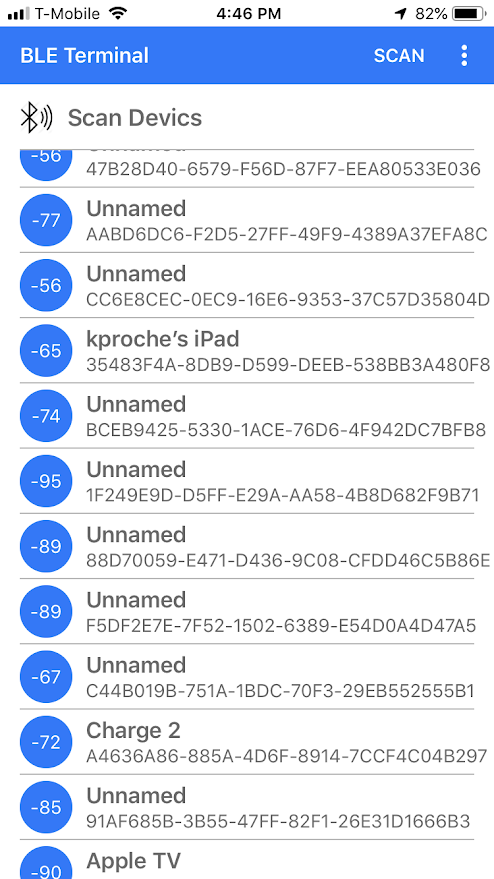 T-Mobile 4:46 PM 82%
BLE Terminal SCAN
Scan Devics
-56
47B28D40-6579-F56D-87F7-EEA80533E036
Unnamed
-77
AABD6DC6-F2D5-27FF-49F9-4389A37EFA8C
Unnamed
-56
CC6E8CEC-0EC9-16E6-9353-37C57D35804D
kproche’s iPad
-65
35483F4A-8DB9-D599-DEEB-538BB3A480F8
Unnamed
-74
BCEB9425-5330-1ACE-76D6-4F942DC7BFB8
Unnamed
-95
1F249E9D-D5FF-E29A-AA58-4B8D682F9B71
Unnamed
-89
88D70059-E471-D436-9C08-CFDD46C5B86E
Unnamed
-89
F5DF2E7E-7F52-1502-6389-E54D0A4D47A5
Unnamed
-67
C44B019B-751A-1BDC-70F3-29EB552555B1
Charge 2
-72
A4636A86-885A-4D6F-8914-7CCF4C04B297
Unnamed
-85
91AF685B-3B55-47FF-82F1-26E31D1666B3
Apple TV
-90